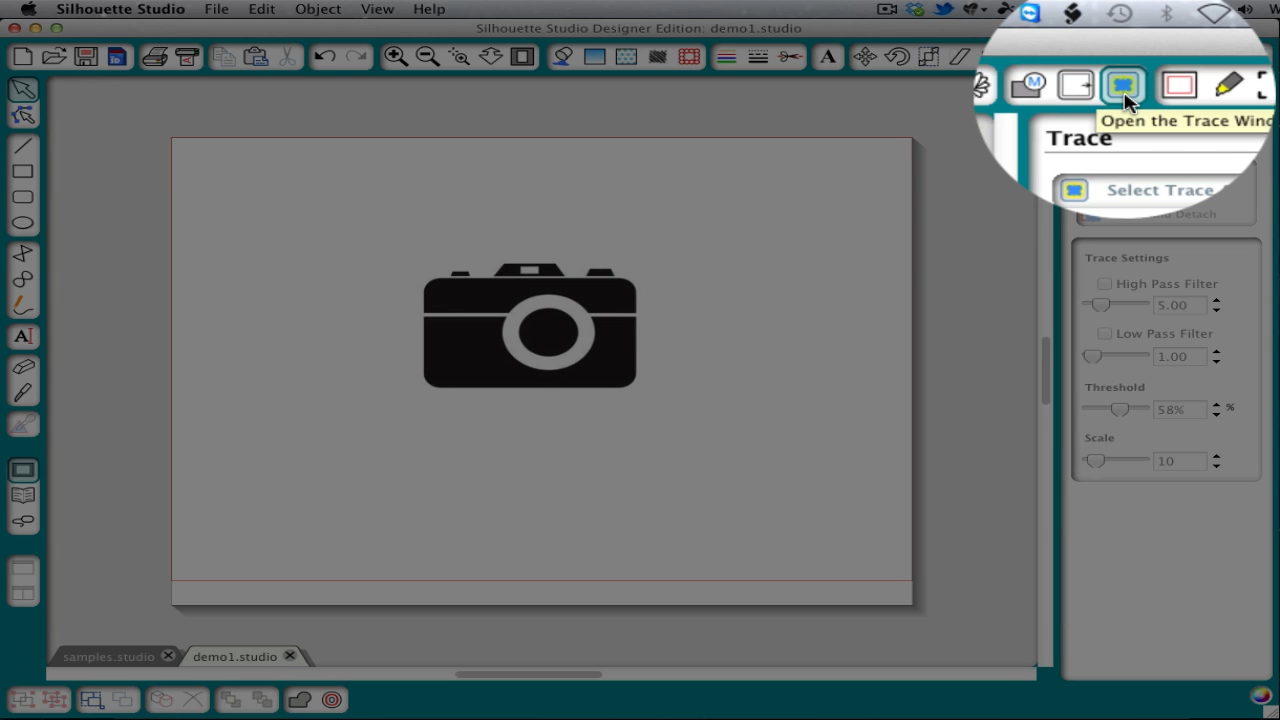 Silhouette Studio File Edit Object View Help
Silhouette Studio Designer Edition: demo1.studio
A
M
Open the Trace Wind
Trace
Select Trace
Detach
Trace Settings
High Pass Filter
5.00
Low Pass Filter
1.00
Threshold
58% %
Scale
10
A
samples.studio demo1.studio